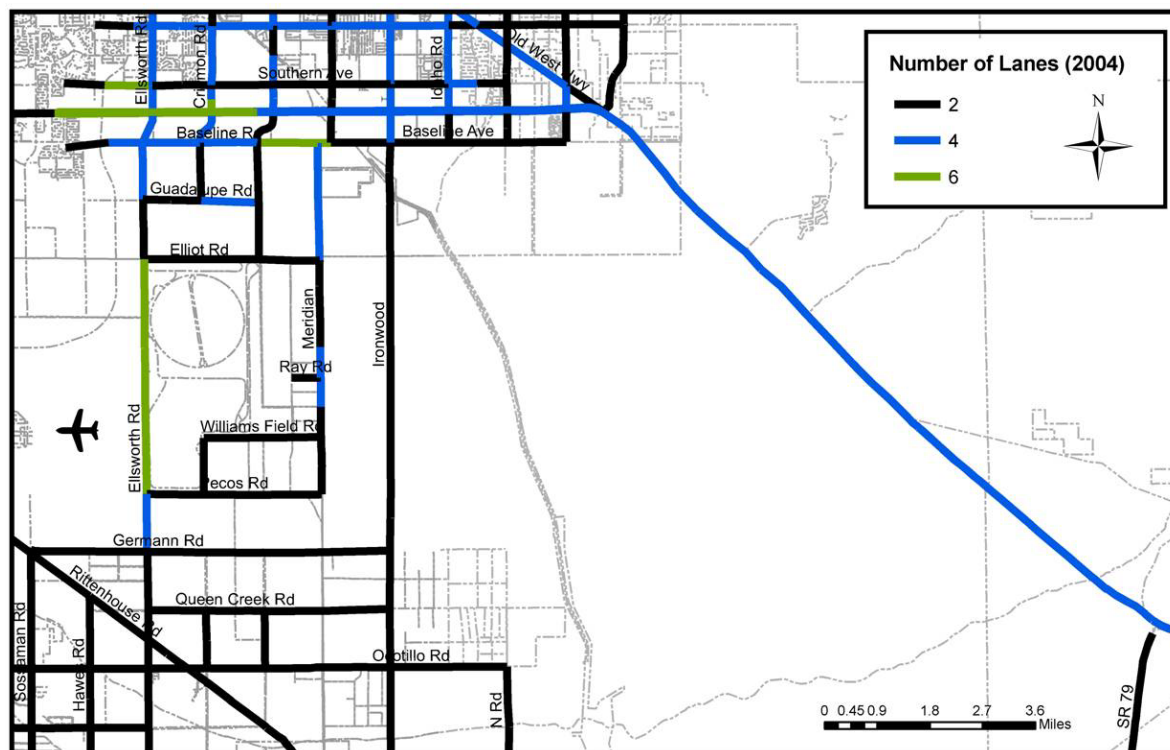 Ellsworth Rd
Crismon Rd
Idaho Rd
Old West Hwy
Southern Ave
Baseline R
Baseline Ave
Guadalupe Rd
Elliot Rd
Meridian
Ironwood
Ray Rd
Ellsworth Rd
Williams Field Rd
Pecos Rd
Germann Rd
Rittenhouse Rd
Queen Creek Rd
Sossaman Rd
Hawes Rd
Ocotillo Rd
N Rd
SR 79
Number of Lanes (2004)
2
4
6
N
0 0.45 0.9 1.8 2.7 3.6
Miles